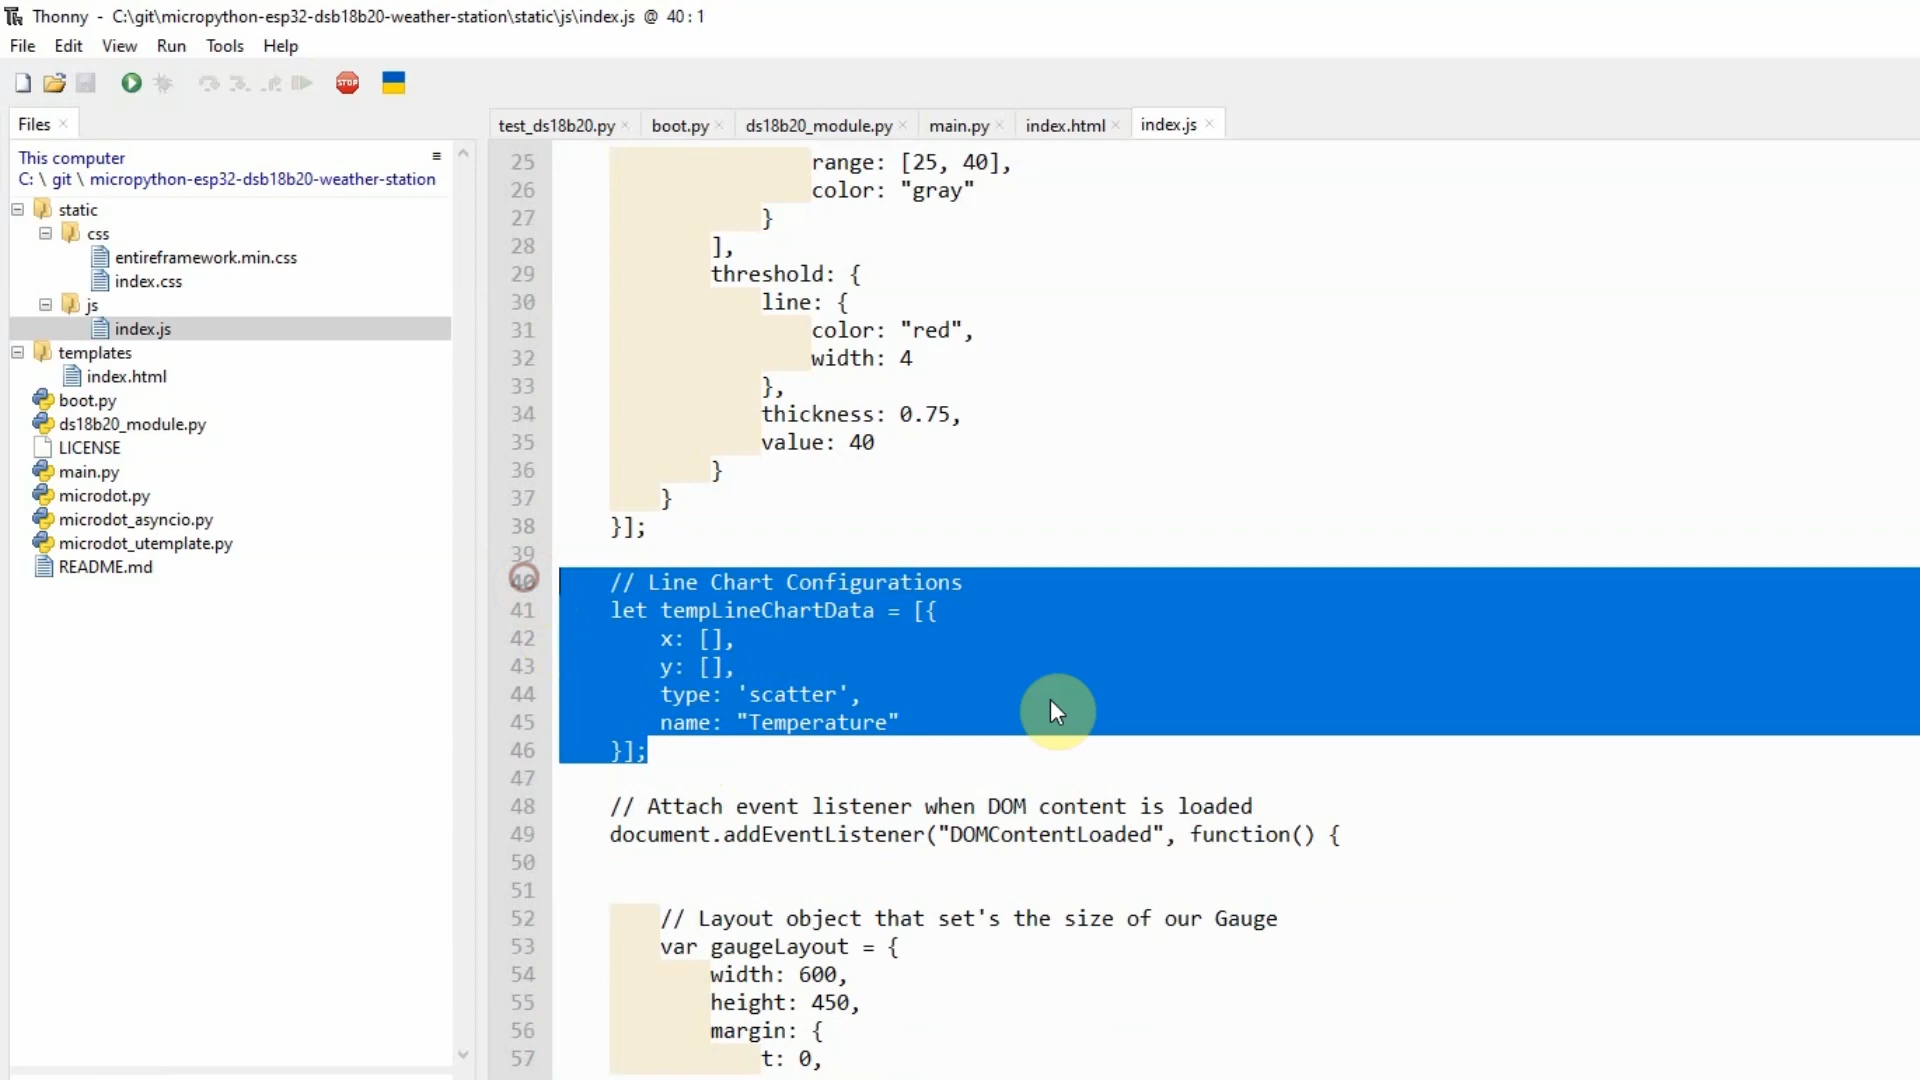 Thonny - C:\git\micropython-esp32-dsb18b20-weather-station\static\js\index.js @ 40:1
File Edit View Run Tools Help
STOP
Files
test_ds18b20.py boot.py ds18b20_module.py main.py index.html index.js
This computer
C: \ git \ micropython-esp32-dsb18b20-weather-station
static
css
entireframework.min.css
index.css
js
index.js
templates
index.html
boot.py
ds18b20_module.py
LICENSE
main.py
microdot.py
microdot_asyncio.py
microdot_utemplate.py
README.md
25 range: [25, 40],
26 color: "gray"
27 }
28 ],
29 threshold: {
30 line: {
31 color: "red",
32 width: 4
33 },
34 thickness: 0.75,
35 value: 40
36 }
37 }
38 }];
39
40 // Line Chart Configurations
41 let tempLineChartData = [{
42 x: [],
43 y: [],
44 type: 'scatter',
45 name: "Temperature"
46 }];
47
48 // Attach event listener when DOM content is loaded
49 document.addEventListener("DOMContentLoaded", function() {
50
51
52 // Layout object that set's the size of our Gauge
53 var gaugeLayout = {
54 width: 600,
55 height: 450,
56 margin: {
57 t: 0,